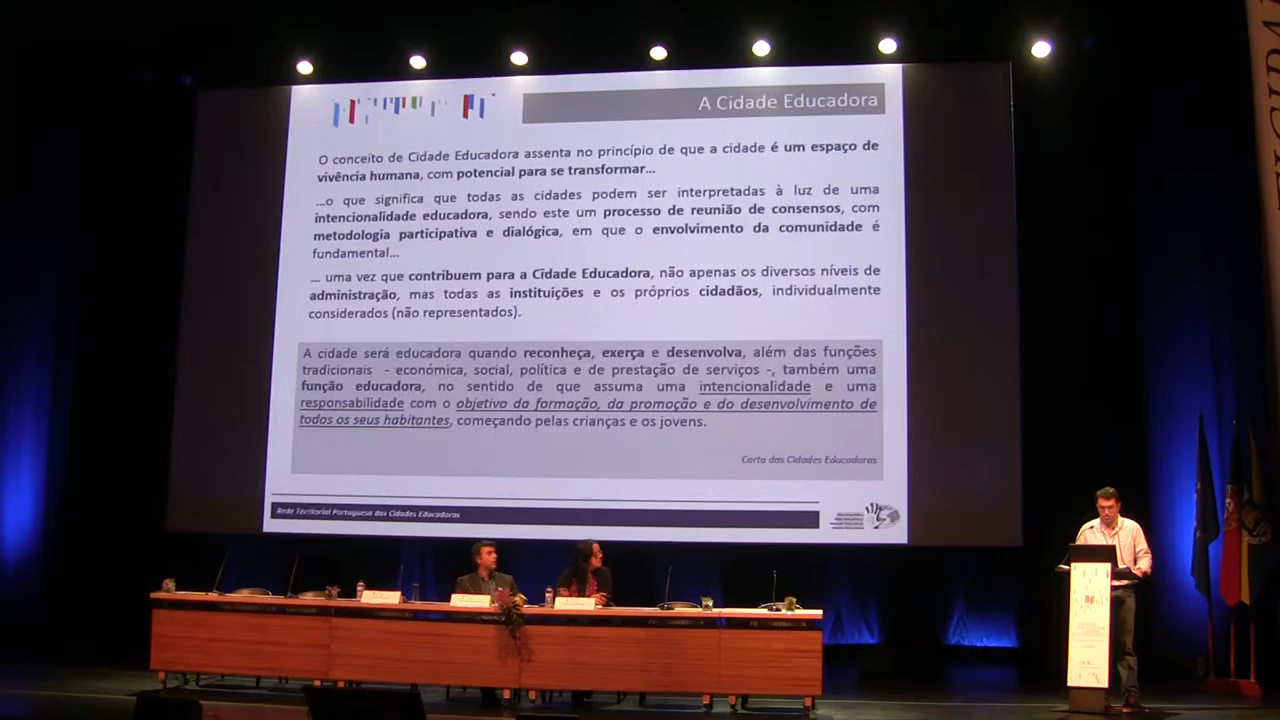 A Cidade Educadora
O conceito de Cidade Educadora assenta no princípio de que a cidade é um espaço de
vivência humana, com potencial para se transformar...
...o que significa que todas as cidades podem ser interpretadas à luz de uma
intencionalidade educadora, sendo este um processo de reunião de consensos, com
metodologia participativa e dialógica, em que o envolvimento da comunidade é
fundamental...
... uma vez que contribuem para a Cidade Educadora, não apenas os diversos níveis de
administração, mas todas as instituições e os próprios cidadãos, individualmente
considerados (não representados).
A cidade será educadora quando reconheça, exerça e desenvolva, além das funções
tradicionais - económica, social, política e de prestação de serviços -, também uma
função educadora, no sentido de que assuma uma intencionalidade e uma
responsabilidade com o objetivo da formação, da promoção e do desenvolvimento de
todos os seus habitantes, começando pelas crianças e os jovens.
Carta das Cidades Educadoras
Rede Territorial Portuguesa das Cidades Educadoras